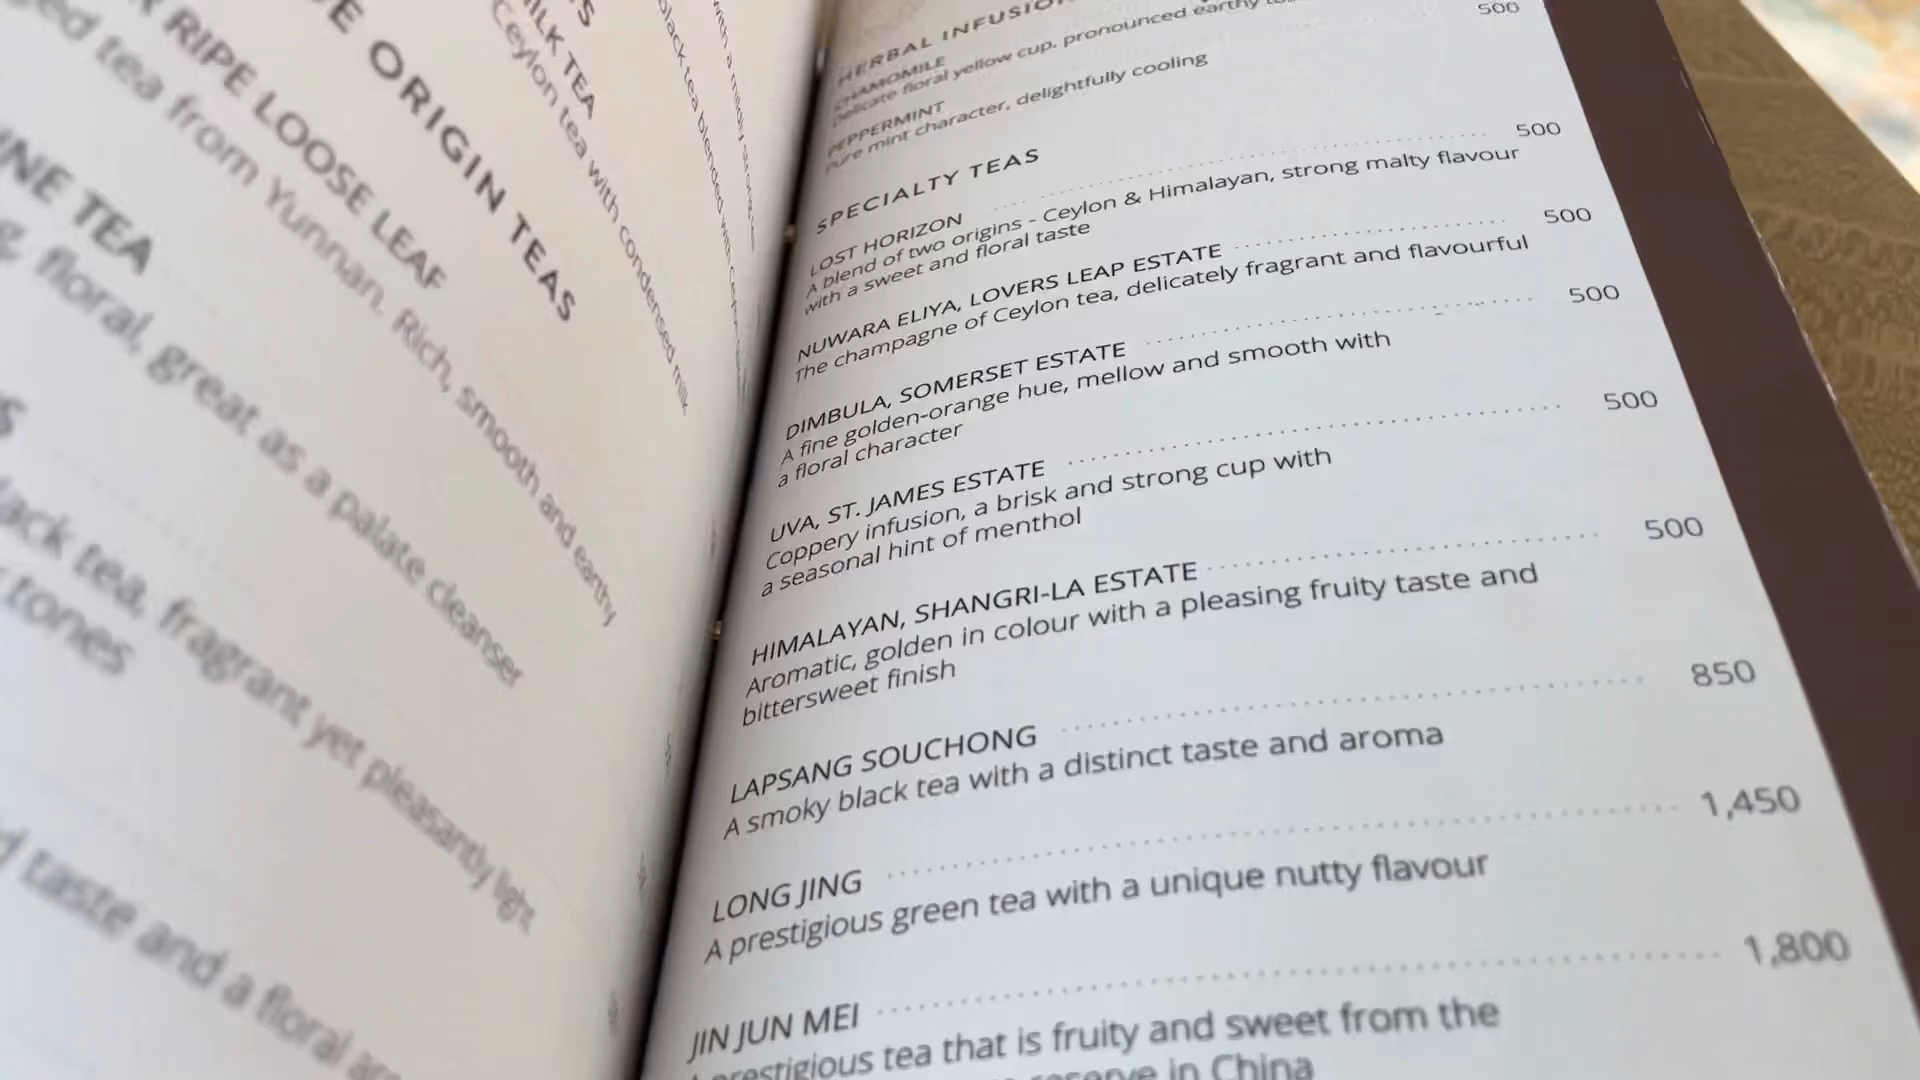 E ORIGIN TEAS
RIPE LOOSE LEAF
tea from Yunnan. Rich, smooth and earthy
TEA
floral, great as a palate cleanser
tea, fragrant yet pleasantly light
tones
taste and a floral
MILK TEA
Ceylon tea with condensed milk.
black tea blended with
with a
HERBAL INFUSIO
CHAMOMILE
Delicate floral yellow cup. pronounced earthy
500
PEPPERMINT
Pure mint character, delightfully cooling
SPECIALTY TEAS
LOST HORIZON 500
A blend of two origins - Ceylon & Himalayan, strong malty flavour
with a sweet and floral taste
NUWARA ELIYA, LOVERS LEAP ESTATE 500
The champagne of Ceylon tea, delicately fragrant and flavourful
DIMBULA, SOMERSET ESTATE 500
A fine golden-orange hue, mellow and smooth with
a floral character
UVA, ST. JAMES ESTATE 500
Coppery infusion, a brisk and strong cup with
a seasonal hint of menthol
HIMALAYAN, SHANGRI-LA ESTATE 500
Aromatic, golden in colour with a pleasing fruity taste and
bittersweet finish
LAPSANG SOUCHONG 850
A smoky black tea with a distinct taste and aroma
LONG JING 1,450
A prestigious green tea with a unique nutty flavour
JIN JUN MEI 1,800
prestigious tea that is fruity and sweet from the
reserve in China